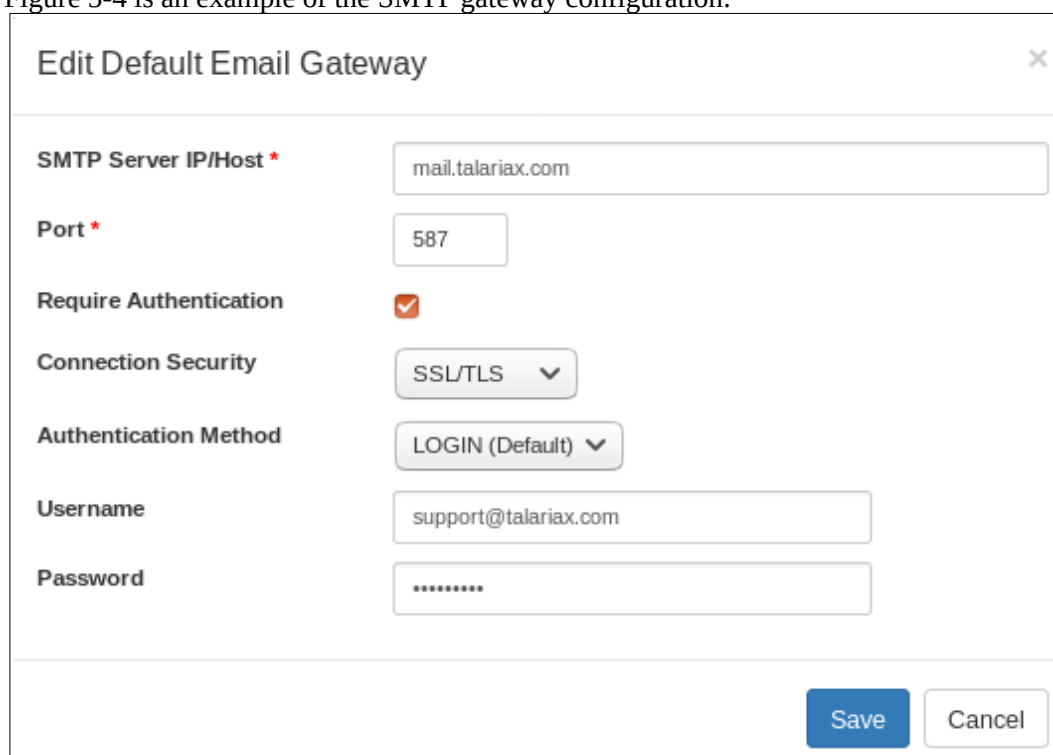 Figure 3-4 is an example of the SMTP gateway configuration.
Edit Default Email Gateway ×
SMTP Server IP/Host * mail.talariax.com
Port * 587
Require Authentication
Connection Security SSL/TLS
Authentication Method LOGIN (Default)
Username support@talariax.com
Password •••••••••
Save Cancel